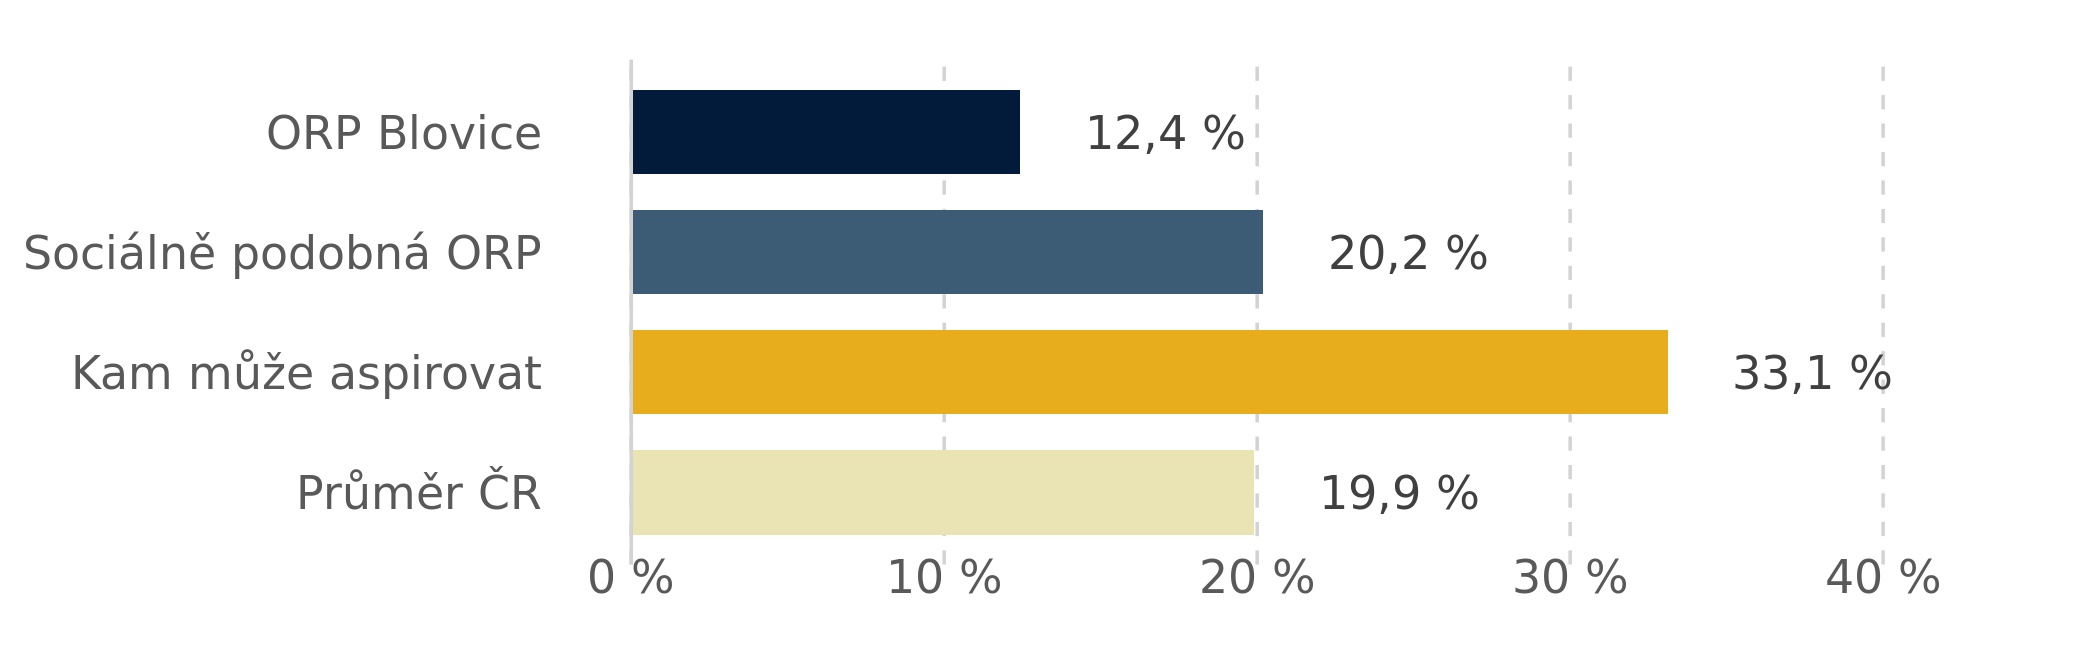 ORP Blovice 12,4 %
Sociálně podobná ORP 20,2 %
Kam může aspirovat 33,1 %
Průměr ČR 19,9 %
0 % 10 % 20 % 30 % 40 %